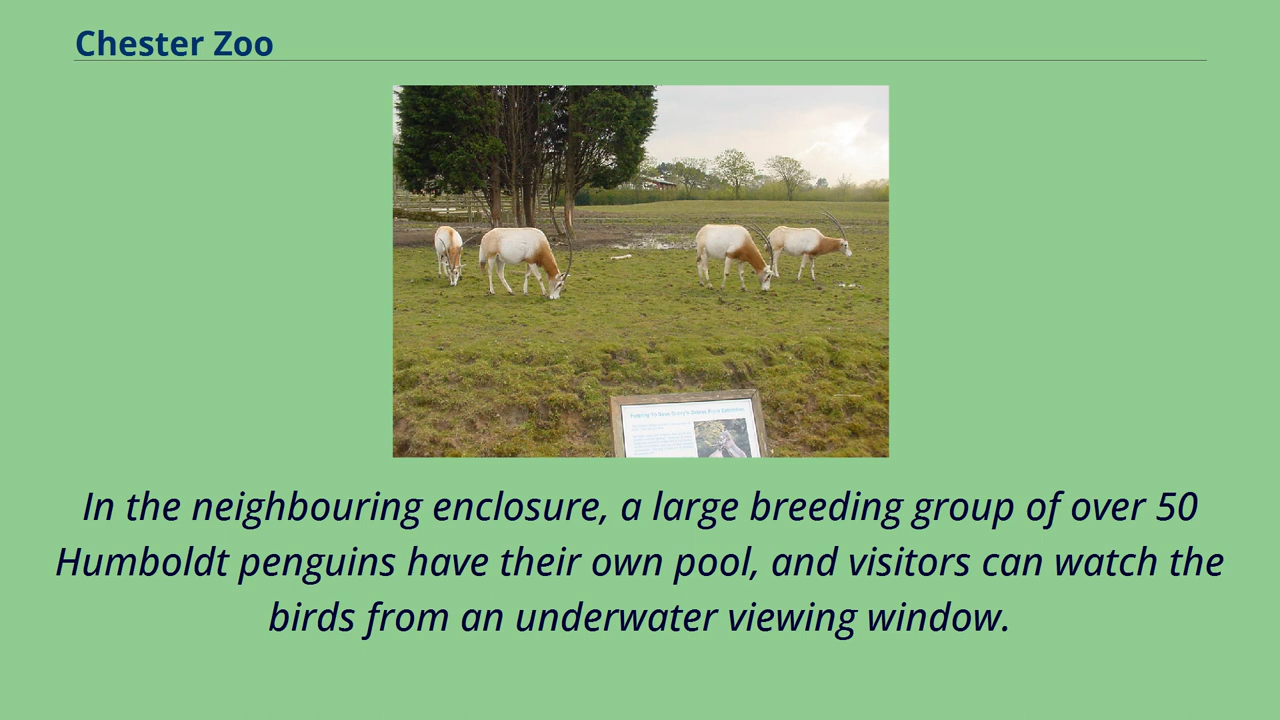 Chester Zoo
In the neighbouring enclosure, a large breeding group of over 50
Humboldt penguins have their own pool, and visitors can watch the
birds from an underwater viewing window.